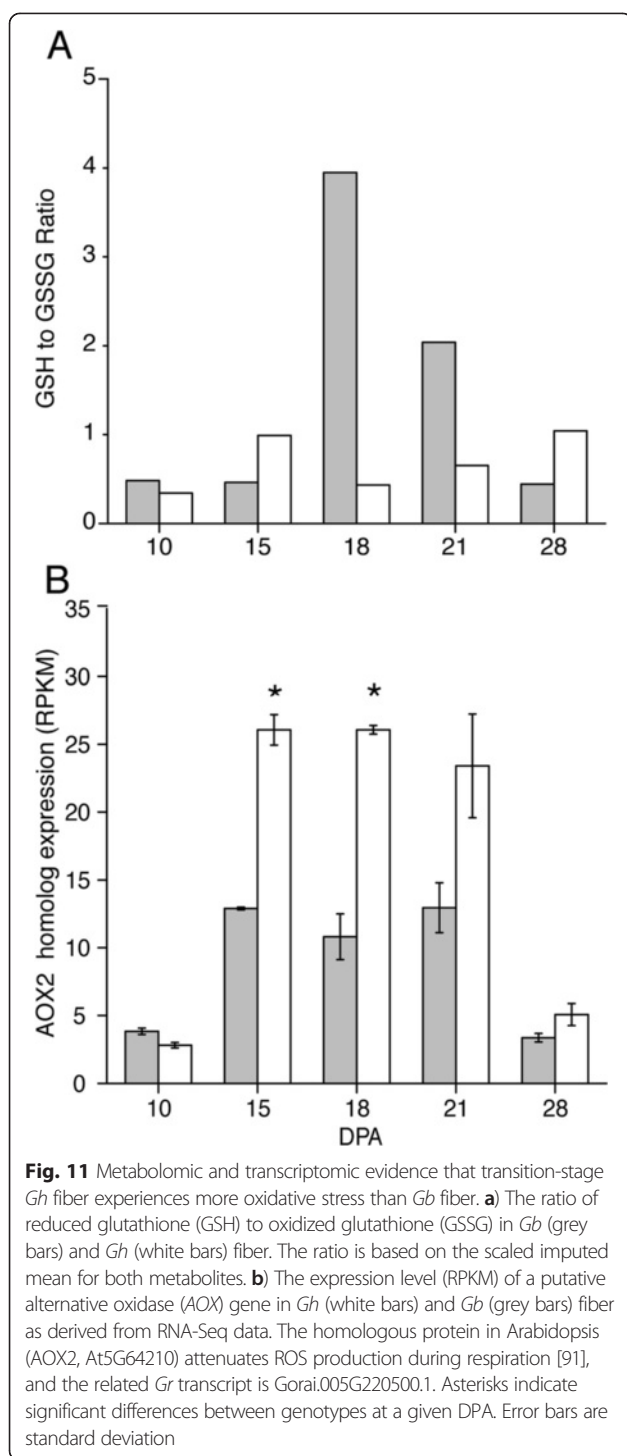 A
5
4
3
2
1
0
GSH to GSSG Ratio
10 15 18 21 28
B
35
30
25
20
15
10
5
0
AOX2 homolog expression (RPKM)
* *
10 15 18 21 28
DPA
Fig. 11 Metabolomic and transcriptomic evidence that transition-stage
Gh fiber experiences more oxidative stress than Gb fiber. a) The ratio of
reduced glutathione (GSH) to oxidized glutathione (GSSG) in Gb (grey
bars) and Gh (white bars) fiber. The ratio is based on the scaled imputed
mean for both metabolites. b) The expression level (RPKM) of a putative
alternative oxidase (AOX) gene in Gh (white bars) and Gb (grey bars) fiber
as derived from RNA-Seq data. The homologous protein in Arabidopsis
(AOX2, At5G64210) attenuates ROS production during respiration [91],
and the related Gr transcript is Gorai.005G220500.1. Asterisks indicate
significant differences between genotypes at a given DPA. Error bars are
standard deviation